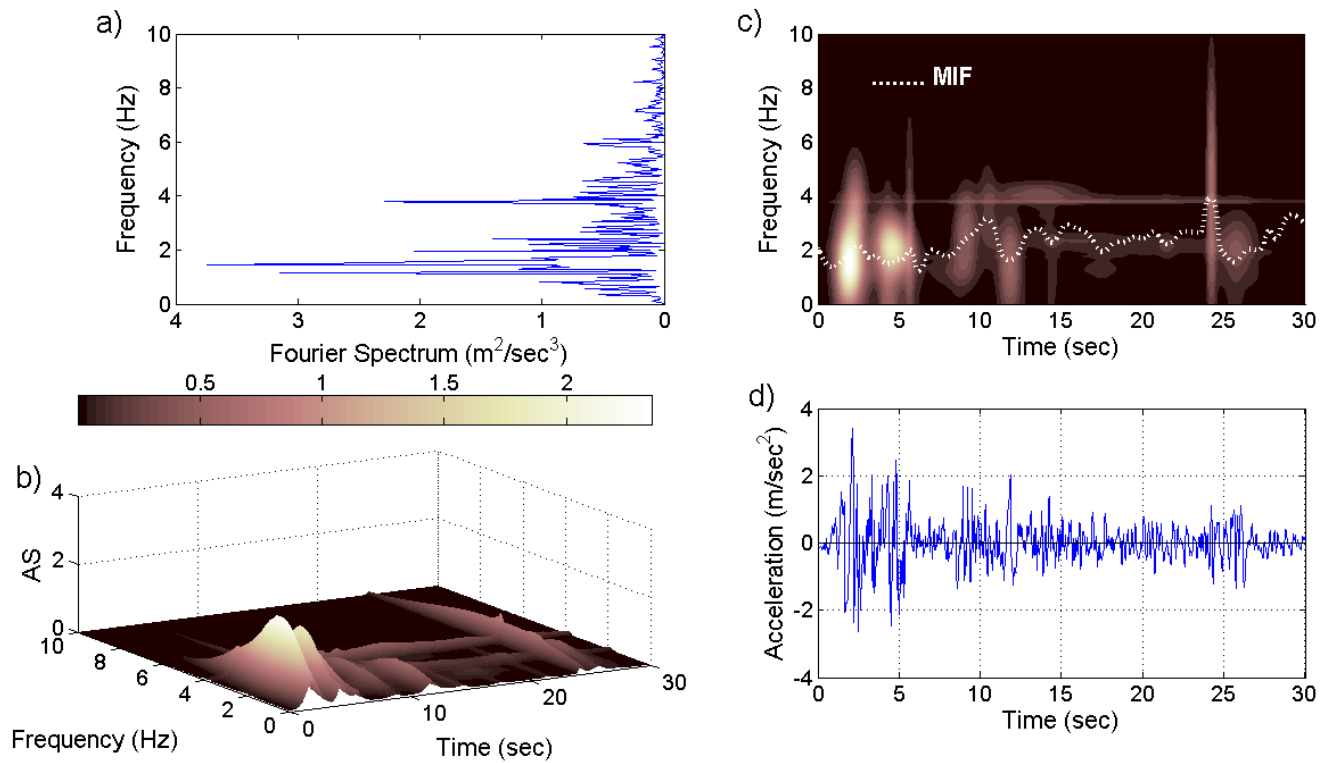 a)
Frequency (Hz)
10
8
6
4
2
0
4 3 2 1 0
Fourier Spectrum (m²/sec³)
0.5 1 1.5 2
b)
AS
4
2
0
10
8
6
4
2
0
Frequency (Hz)
0
10
20
30
Time (sec)
c)
MIF
Frequency (Hz)
10
8
6
4
2
0
0 5 10 15 20 25 30
Time (sec)
d)
Acceleration (m/sec²)
4
2
0
-2
-4
0 5 10 15 20 25 30
Time (sec)